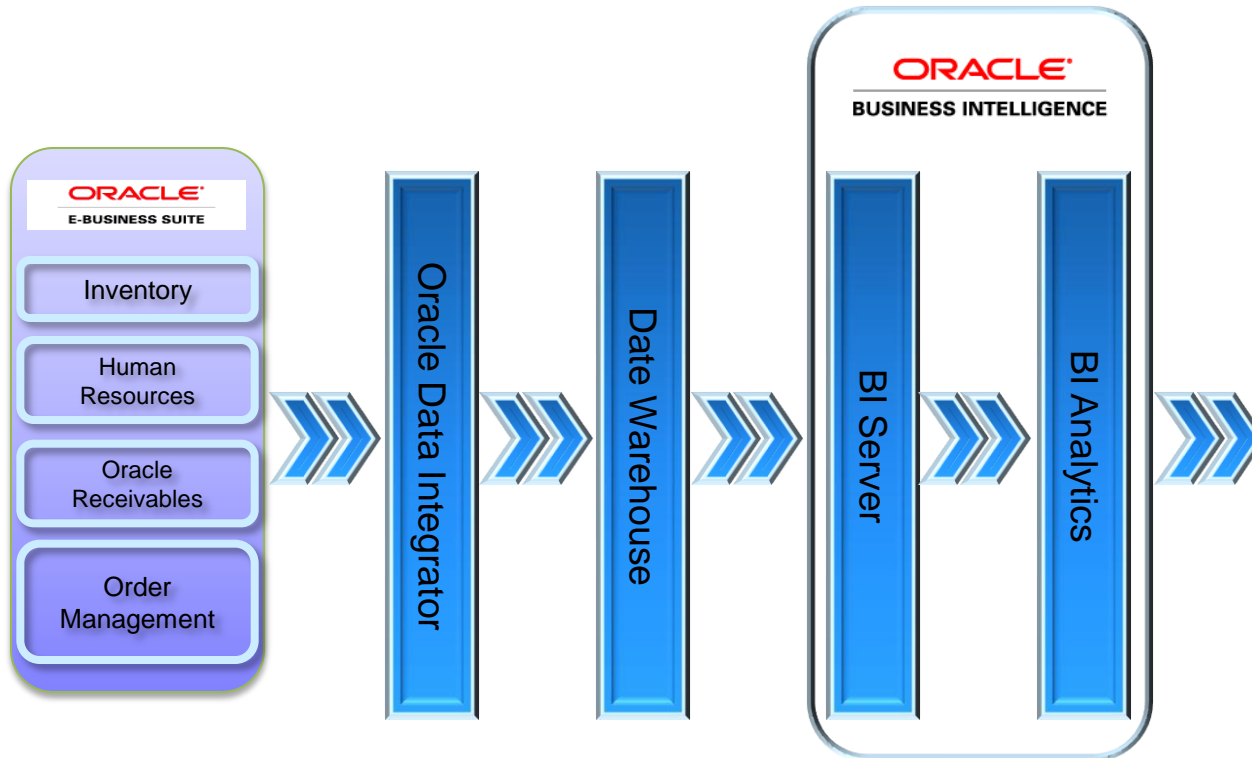 ORACLE
BUSINESS INTELLIGENCE
ORACLE
E-BUSINESS SUITE
Inventory
Human
Resources
Oracle
Receivables
Order
Management
Oracle Data Integrator
Date Warehouse
BI Server
BI Analytics